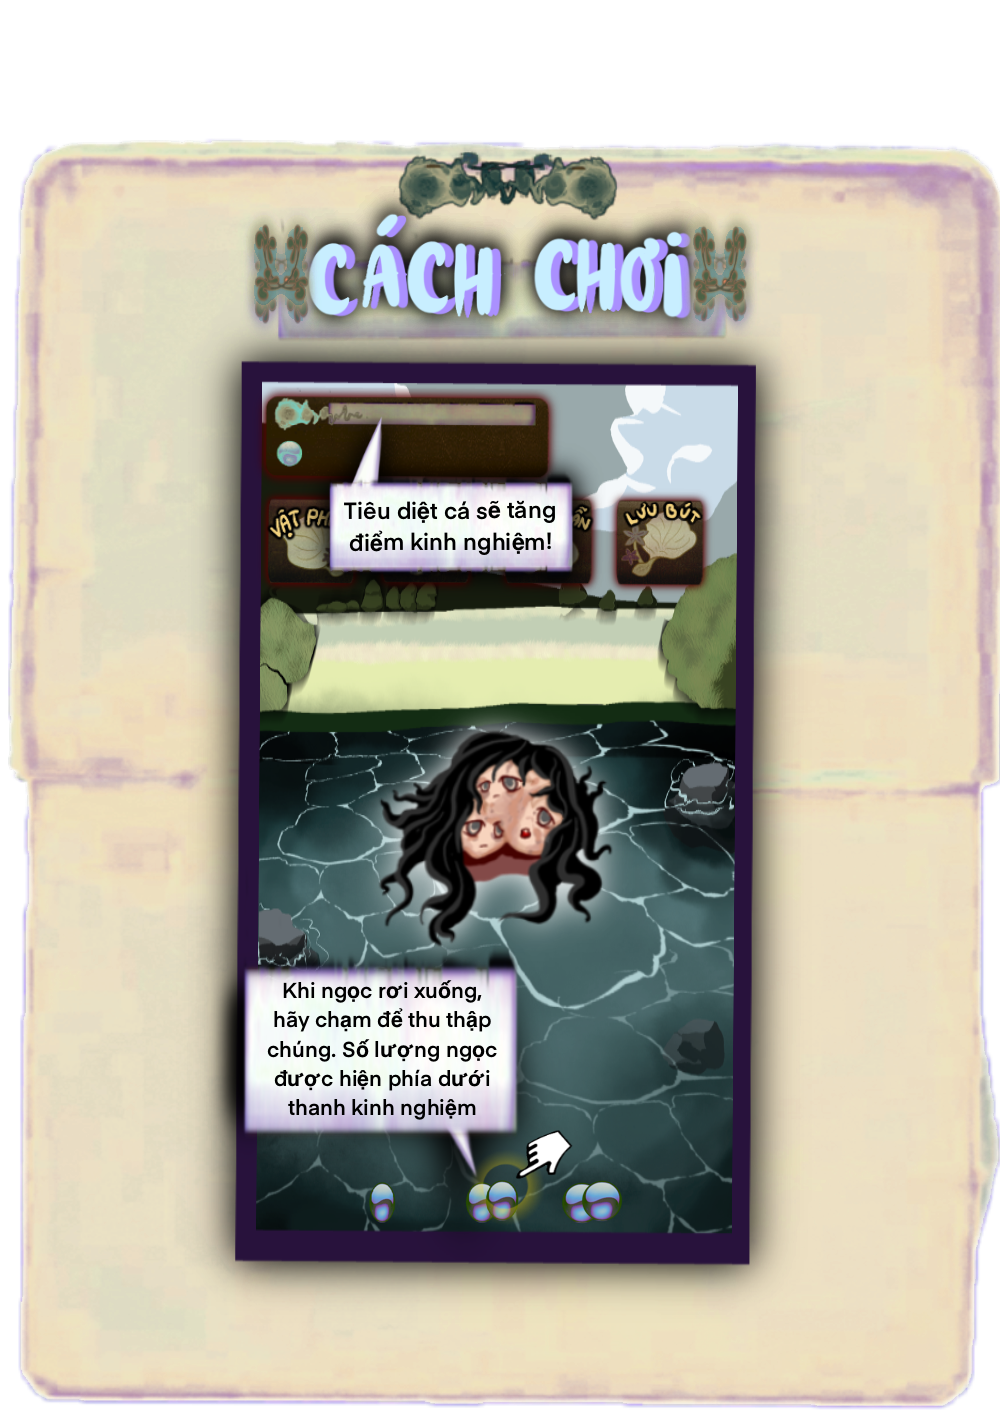 CÁCH CHƠI
Tiêu diệt cá sẽ tăng
điểm kinh nghiệm!
VẬT PH
ẨN
LƯU BÚT
Khi ngọc rơi xuống,
hãy chạm để thu thập
chúng. Số lượng ngọc
được hiện phía dưới
thanh kinh nghiệm